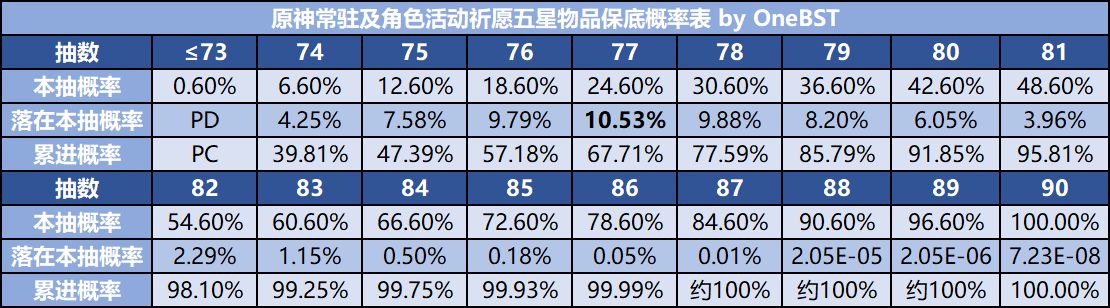 原神常驻及角色活动祈愿五星物品保底概率表 by OneBST
抽数 ≤73 74 75 76 77 78 79 80 81
本抽概率 0.60% 6.60% 12.60% 18.60% 24.60% 30.60% 36.60% 42.60% 48.60%
落在本抽概率 PD 4.25% 7.58% 9.79% 10.53% 9.88% 8.20% 6.05% 3.96%
累进概率 PC 39.81% 47.39% 57.18% 67.71% 77.59% 85.79% 91.85% 95.81%
抽数 82 83 84 85 86 87 88 89 90
本抽概率 54.60% 60.60% 66.60% 72.60% 78.60% 84.60% 90.60% 96.60% 100.00%
落在本抽概率 2.29% 1.15% 0.50% 0.18% 0.05% 0.01% 2.05E-05 2.05E-06 7.23E-08
累进概率 98.10% 99.25% 99.75% 99.93% 99.99% 约100% 约100% 约100% 100%